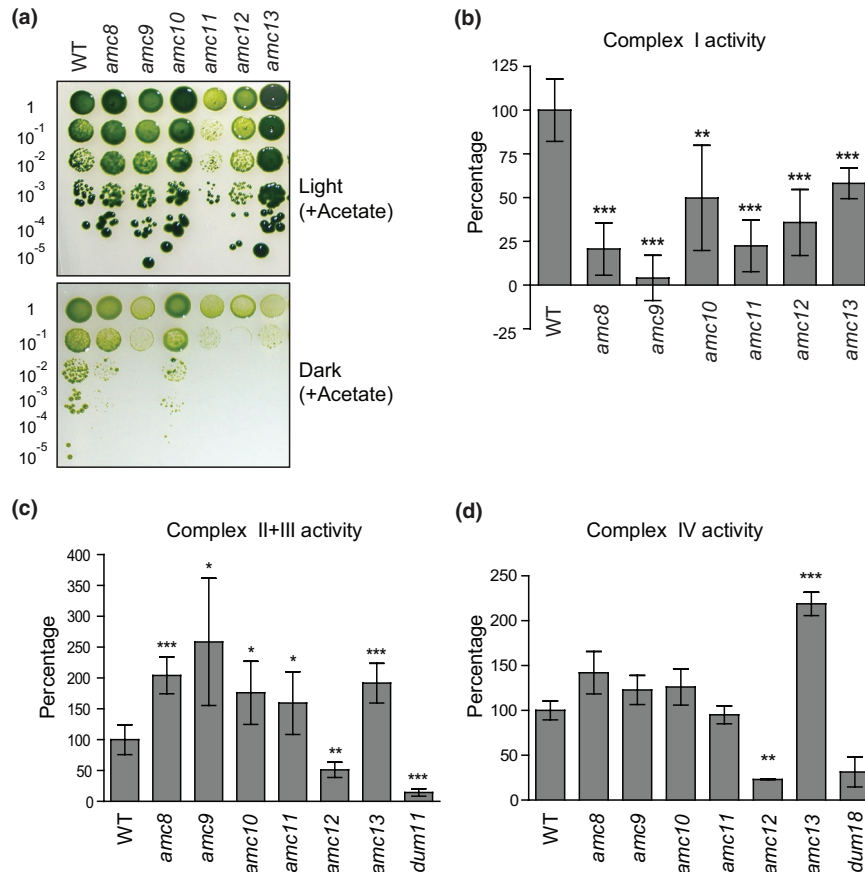 (a)
WT amc8 amc9 amc10 amc11 amc12 amc13
1
10-1
10-2
10-3
10-4
10-5
Light
(+Acetate)
1
10-1
10-2
10-3
10-4
10-5
Dark
(+Acetate)
(b)
Complex I activity
Percentage
125
100
75
50
25
0
-25
***
***
**
***
***
***
WT amc8 amc9 amc10 amc11 amc12 amc13
(c)
Complex II+III activity
Percentage
400
350
300
250
200
150
100
50
0
***
*
*
*
**
***
***
WT amc8 amc9 amc10 amc11 amc12 amc13 dum11
(d)
Complex IV activity
Percentage
250
200
150
100
50
0
**
***
WT amc8 amc9 amc10 amc11 amc12 amc13 dum18